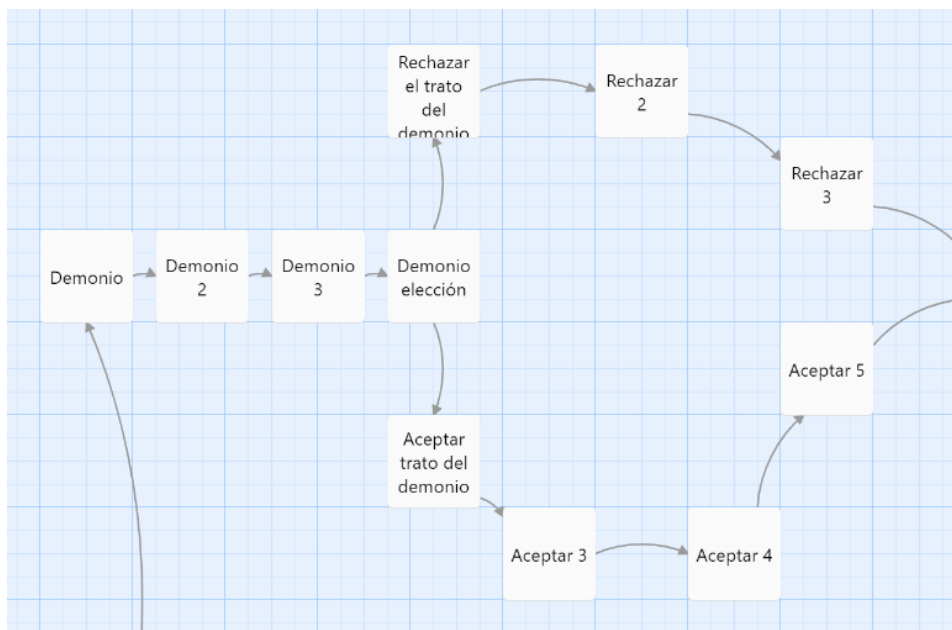 Rechazar
el trato
del
demonio
Rechazar
2
Rechazar
3
Demonio
Demonio
2
Demonio
3
Demonio
elección
Aceptar 5
Aceptar
trato del
demonio
Aceptar 3
Aceptar 4